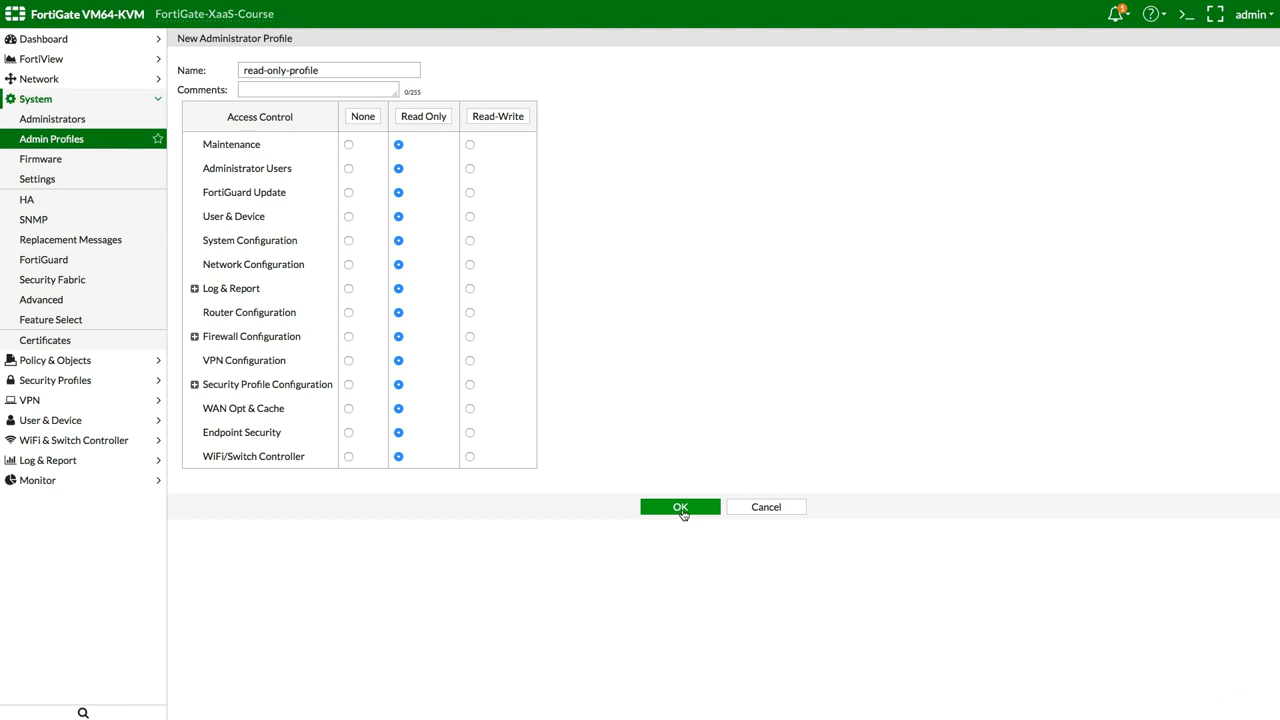 FortiGate VM64-KVM FortiGate-XaaS-Course 1 admin
Dashboard
FortiView
Network
System
Administrators
Admin Profiles
Firmware
Settings
HA
SNMP
Replacement Messages
FortiGuard
Security Fabric
Advanced
Feature Select
Certificates
Policy & Objects
Security Profiles
VPN
User & Device
WiFi & Switch Controller
Log & Report
Monitor
New Administrator Profile
Name: read-only-profile
Comments: 0/255
Access Control None Read Only Read-Write
Maintenance
Administrator Users
FortiGuard Update
User & Device
System Configuration
Network Configuration
Log & Report
Router Configuration
Firewall Configuration
VPN Configuration
Security Profile Configuration
WAN Opt & Cache
Endpoint Security
WiFi/Switch Controller
OK Cancel